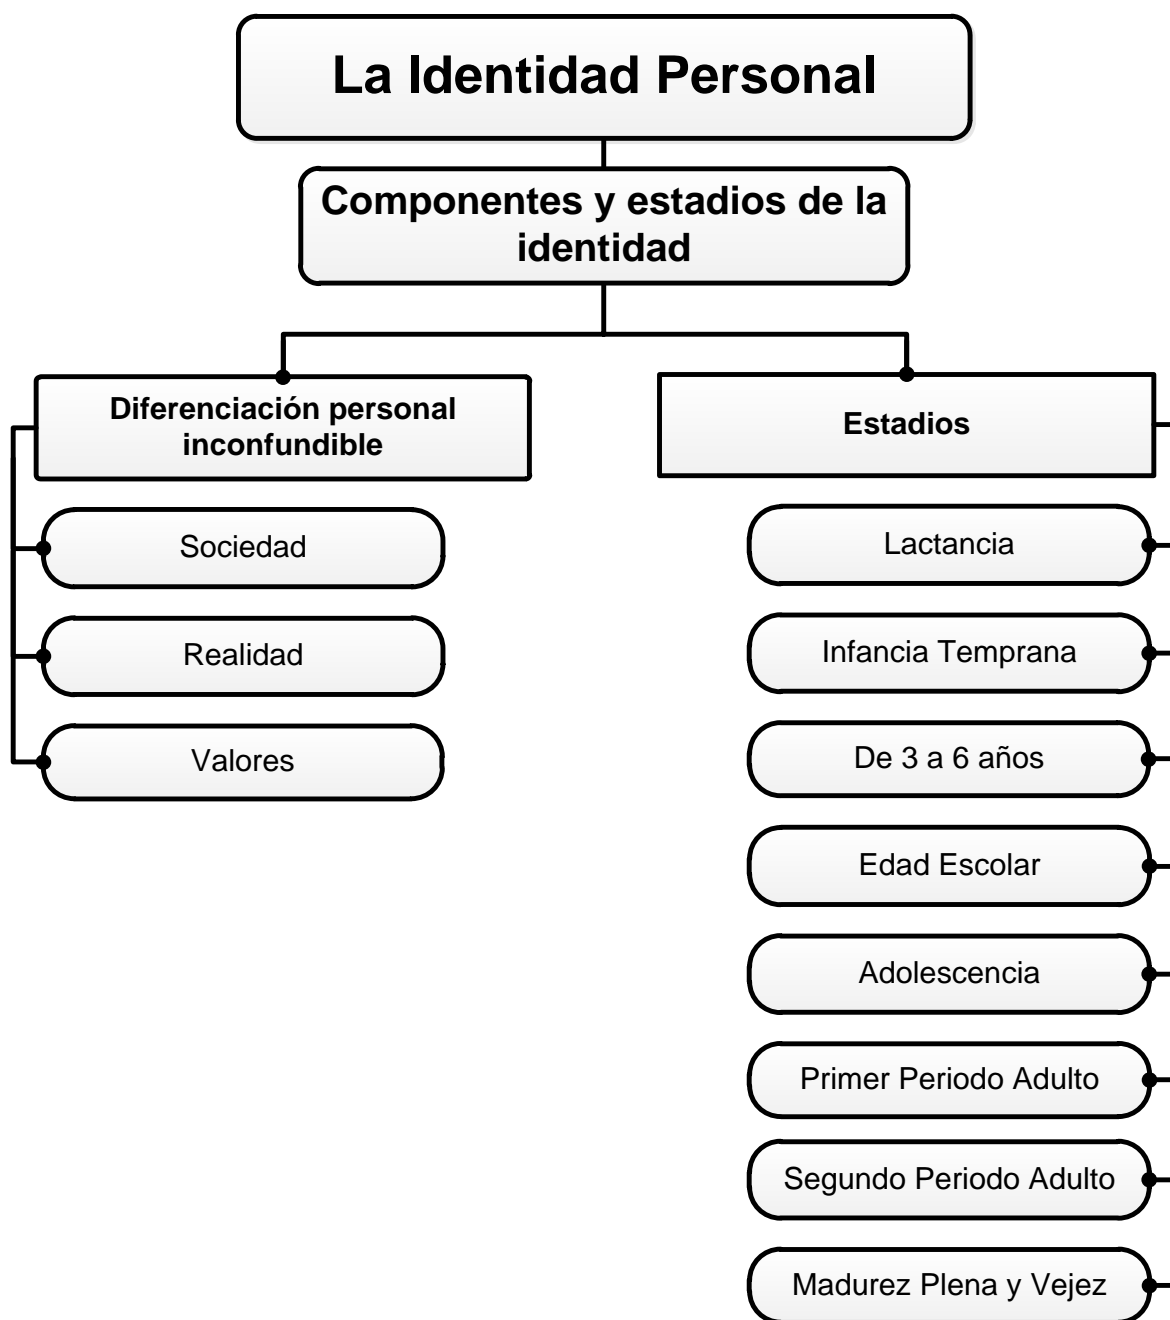 La Identidad Personal
Componentes y estadios de la
identidad
Diferenciación personal
inconfundible
Sociedad
Realidad
Valores
Estadios
Lactancia
Infancia Temprana
De 3 a 6 años
Edad Escolar
Adolescencia
Primer Periodo Adulto
Segundo Periodo Adulto
Madurez Plena y Vejez